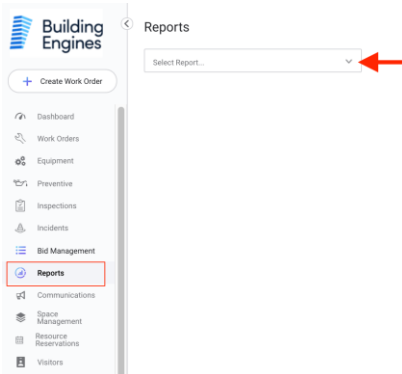 Building
Engines
Reports
Select Report...
Create Work Order
Dashboard
Work Orders
Equipment
Preventive
Inspections
Incidents
Bid Management
Reports
Communications
Space
Management
Resource
Reservations
Visitors